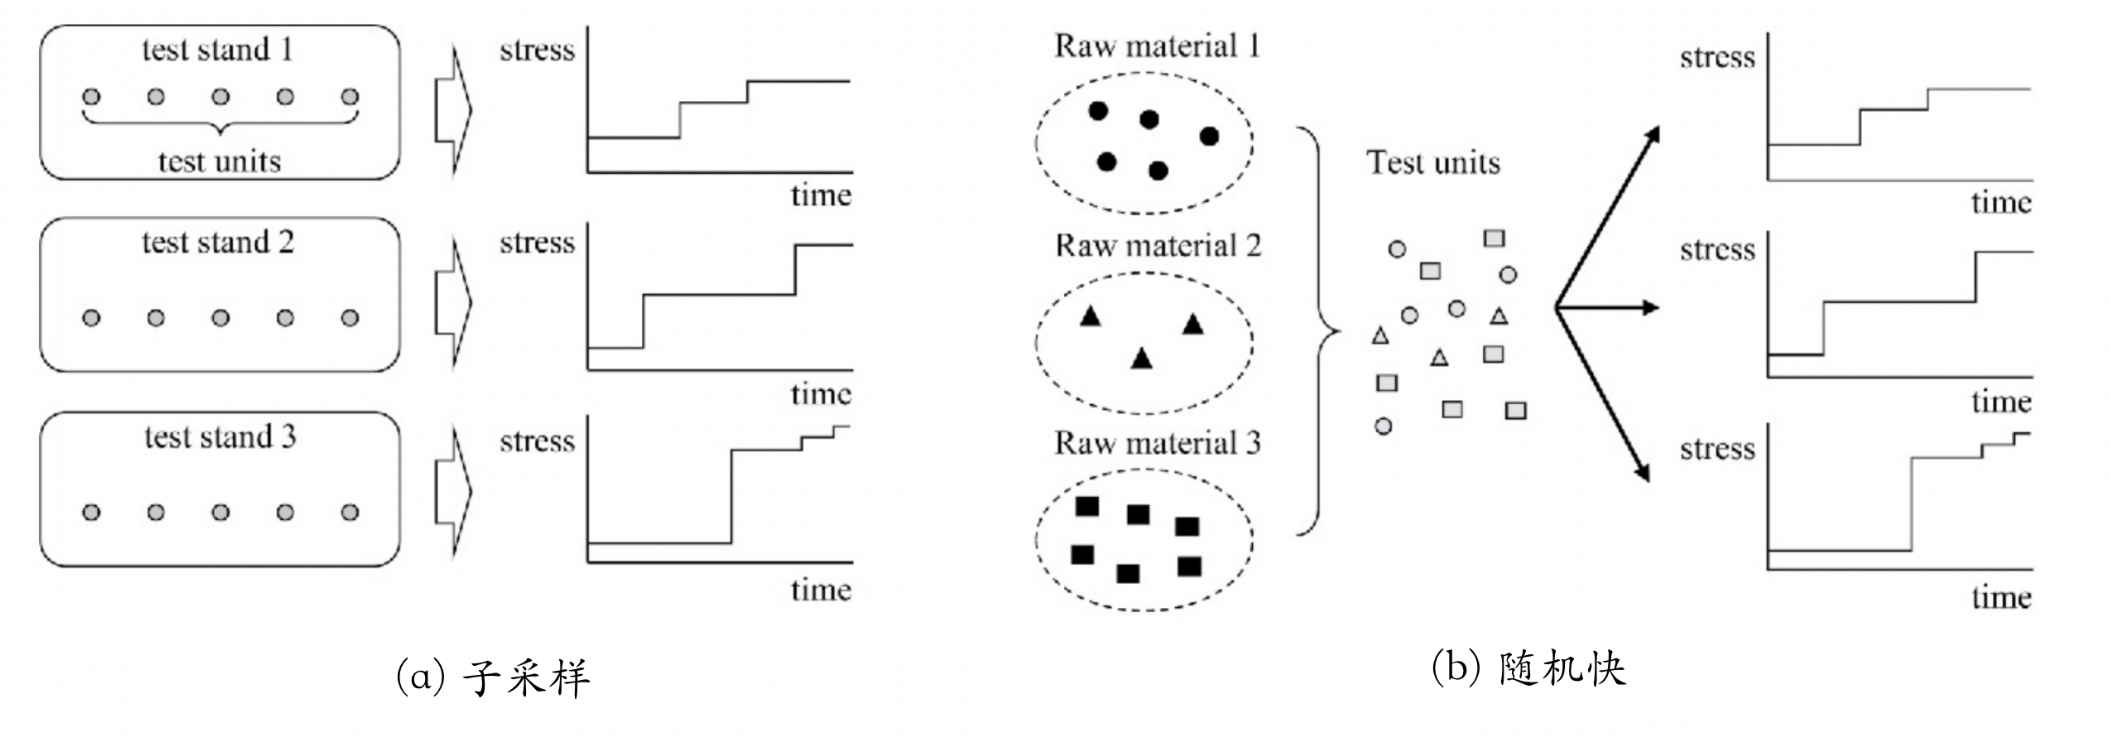 test stand 1
test units
stress
time
test stand 2
stress
time
test stand 3
stress
time
(a) 子采样
Raw material 1
Raw material 2
Raw material 3
Test units
stress
time
stress
time
stress
time
(b) 随机快